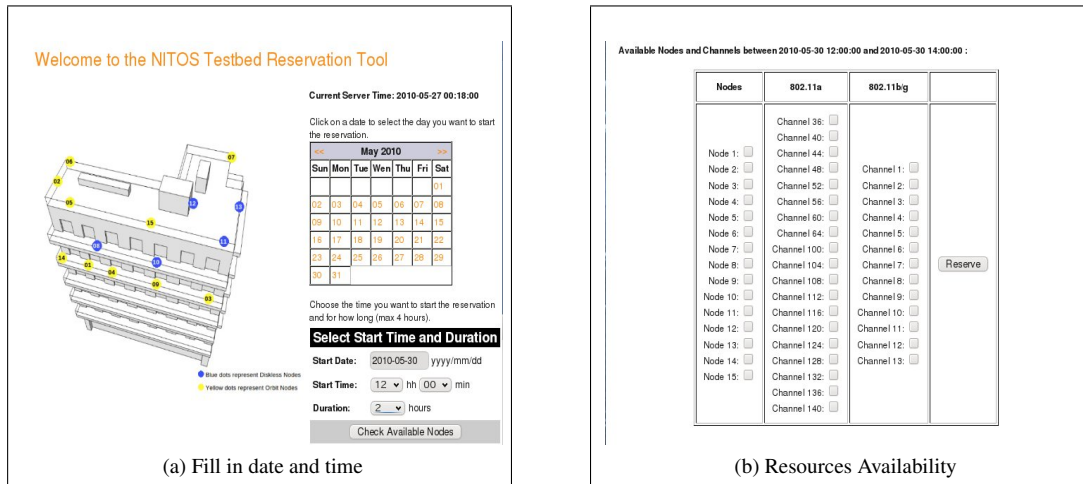 Welcome to the NITOS Testbed Reservation Tool
06
07
02
05
12
13
15
11
08
10
14
01
04
09
03
Blue dots represent Diskless Nodes
Yellow dots represent Orbit Nodes
Current Server Time: 2010-05-27 00:18:00
Click on a date to select the day you want to start
the reservation.
<< May 2010 >>
Sun Mon Tue Wen Thu Fri Sat
01
02 03 04 05 06 07 08
09 10 11 12 13 14 15
16 17 18 19 20 21 22
23 24 25 26 27 28 29
30 31
Choose the time you want to start the reservation
and for how long (max 4 hours).
Select Start Time and Duration
Start Date: 2010-05-30 yyyy/mm/dd
Start Time: 12 hh 00 min
Duration: 2 hours
Check Available Nodes
(a) Fill in date and time
Available Nodes and Channels between 2010-05-30 12:00:00 and 2010-05-30 14:00:00 :
Nodes 802.11a 802.11b/g
Node 1:
Node 2:
Node 3:
Node 4:
Node 5:
Node 6:
Node 7:
Node 8:
Node 9:
Node 10:
Node 11:
Node 12:
Node 13:
Node 14:
Node 15:
Channel 36:
Channel 40:
Channel 44:
Channel 48:
Channel 52:
Channel 56:
Channel 60:
Channel 64:
Channel 100:
Channel 104:
Channel 108:
Channel 112:
Channel 116:
Channel 120:
Channel 124:
Channel 128:
Channel 132:
Channel 136:
Channel 140:
Channel 1:
Channel 2:
Channel 3:
Channel 4:
Channel 5:
Channel 6:
Channel 7:
Channel 8:
Channel 9:
Channel 10:
Channel 11:
Channel 12:
Channel 13:
Reserve
(b) Resources Availability